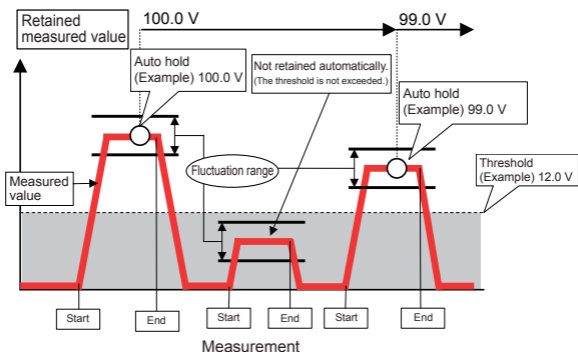 Retained
measured value
100.0 V
99.0 V
Auto hold
(Example) 100.0 V
Not retained automatically.
(The threshold is not exceeded.)
Auto hold
(Example) 99.0 V
Fluctuation range
Threshold
(Example) 12.0 V
Measured
value
Start
End
Start
End
Start
End
Measurement